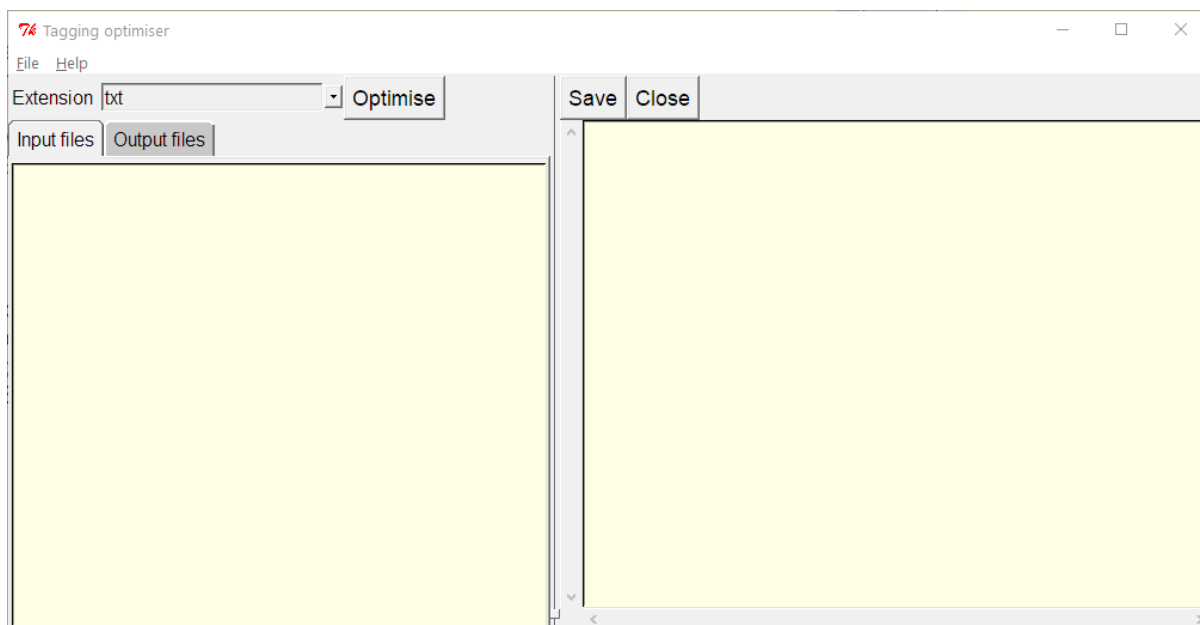 Tagging optimiser
File Help
Extension txt Optimise Save Close
Input files Output files